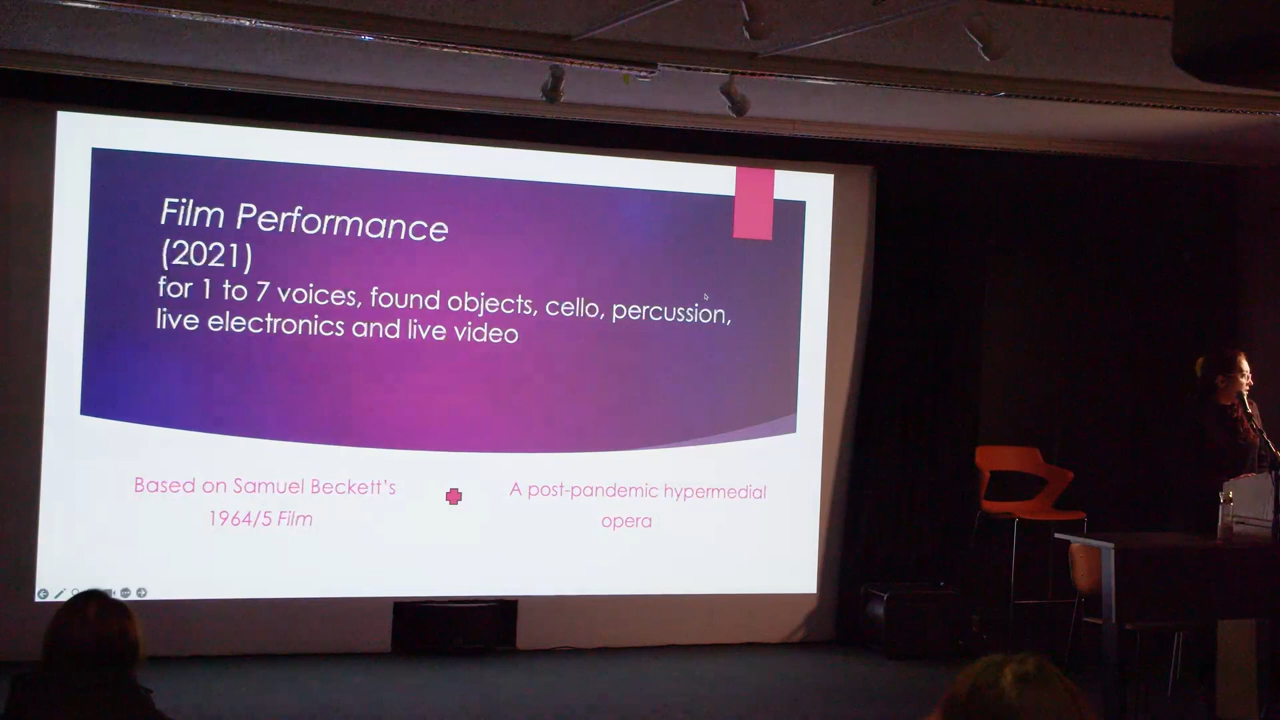 Film Performance
(2021)
for 1 to 7 voices, found objects, cello, percussion,
live electronics and live video
Based on Samuel Beckett's
1964/5 Film
A post-pandemic hypermedial
opera